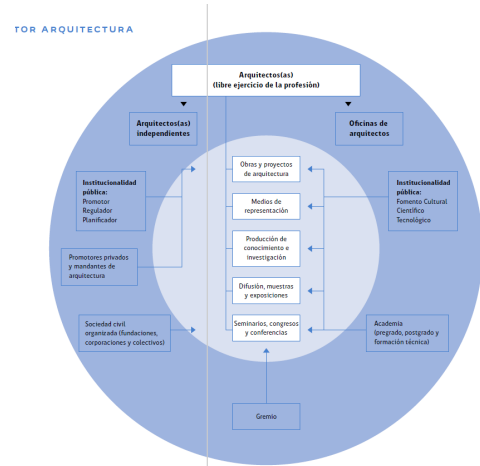 TOR ARQUITECTURA
Arquitectos(as)
(libre ejercicio de la profesión)
Arquitectos(as)
independientes
Oficinas de
arquitectos
Obras y proyectos
de arquitectura
Institucionalidad
pública:
Promotor
Regulador
Planificador
Institucionalidad
pública:
Fomento Cultural
Científico
Tecnológico
Medios de
representación
Producción de
conocimiento e
investigación
Promotores privados
y mandantes de
arquitectura
Difusión, muestras
y exposiciones
Sociedad civil
organizada (fundaciones,
corporaciones y colectivos)
Seminarios, congresos
y conferencias
Academia
(pregrado, postgrado y
formación técnica)
Gremio